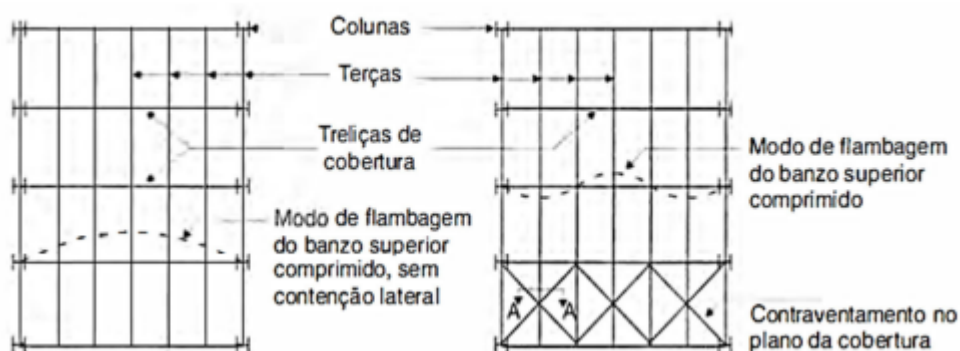 Colunas
Terças
Treliças de
cobertura
Modo de flambagem
do banzo superior
comprimido, sem
contenção lateral
Modo de flambagem
do banzo superior
comprimido
A
A
Contraventamento no
plano da cobertura